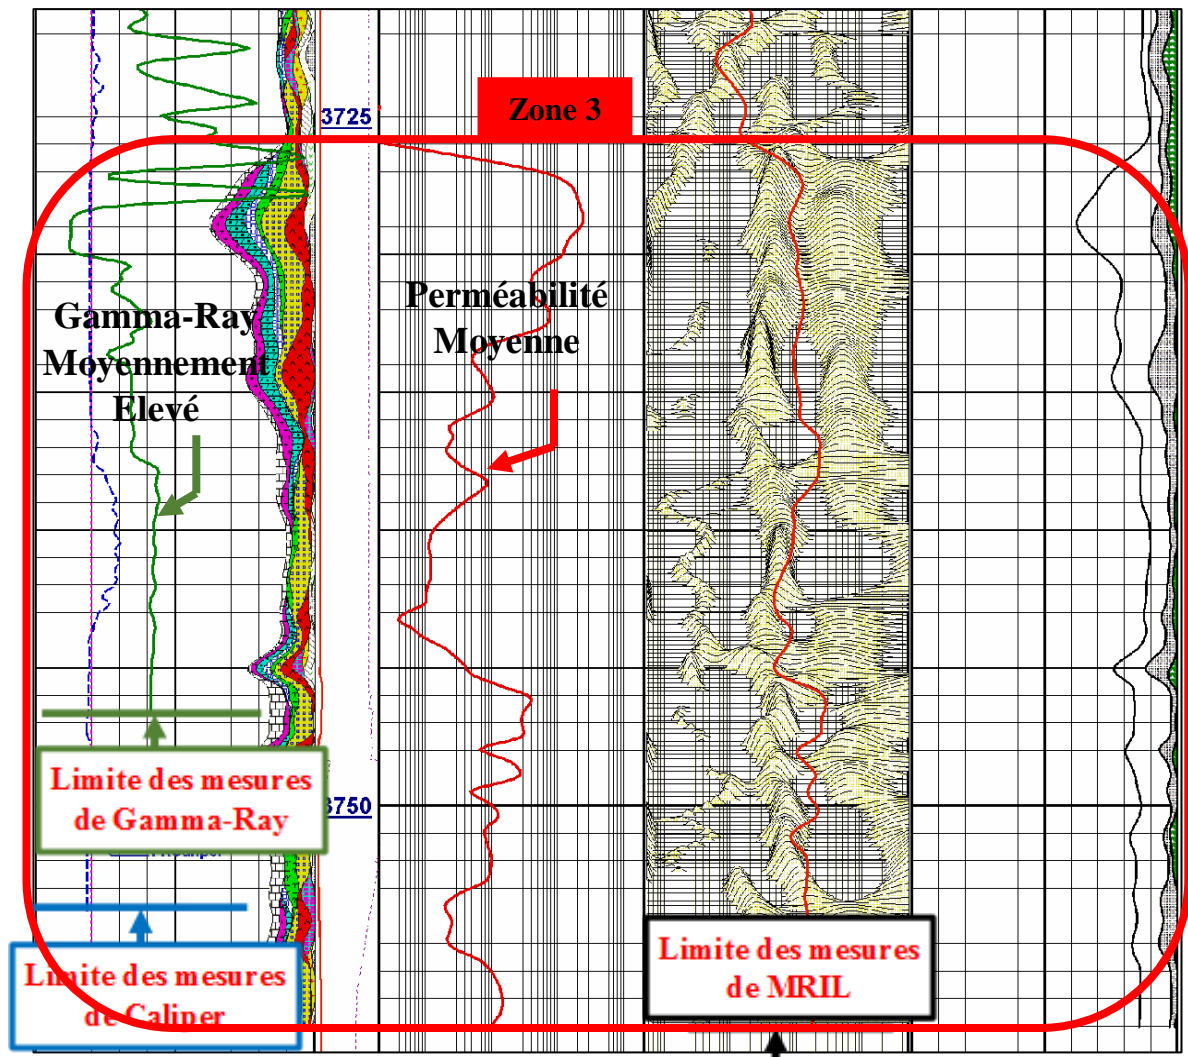 3725
Zone 3
Gamma-Ray
Moyennement
Elevé
Perméabilité
Moyenne
Limite des mesures
de Gamma-Ray
3750
Limite des mesures
de Caliper
Limite des mesures
de MRIL